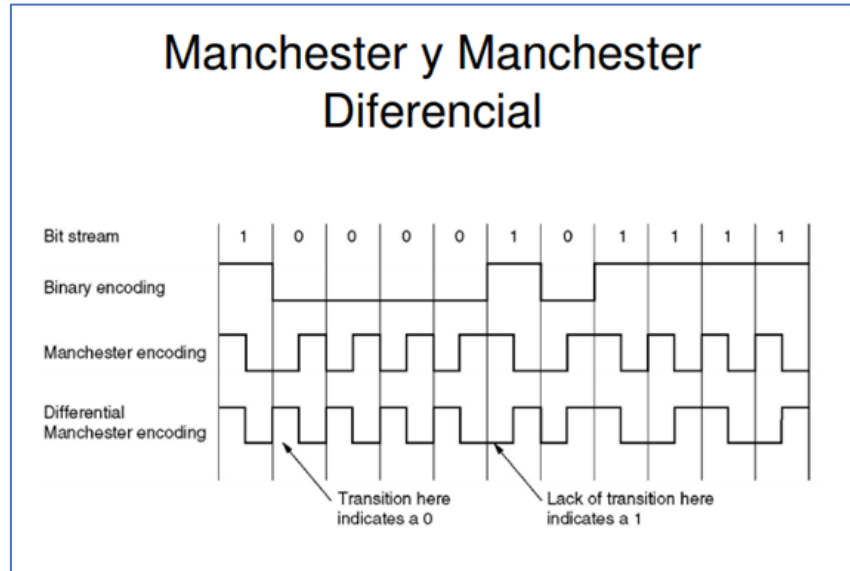 Manchester y Manchester
Diferencial
Bit stream 1 0 0 0 0 1 0 1 1 1 1
Binary encoding
Manchester encoding
Differential
Manchester encoding
Transition here
indicates a 0
Lack of transition here
indicates a 1